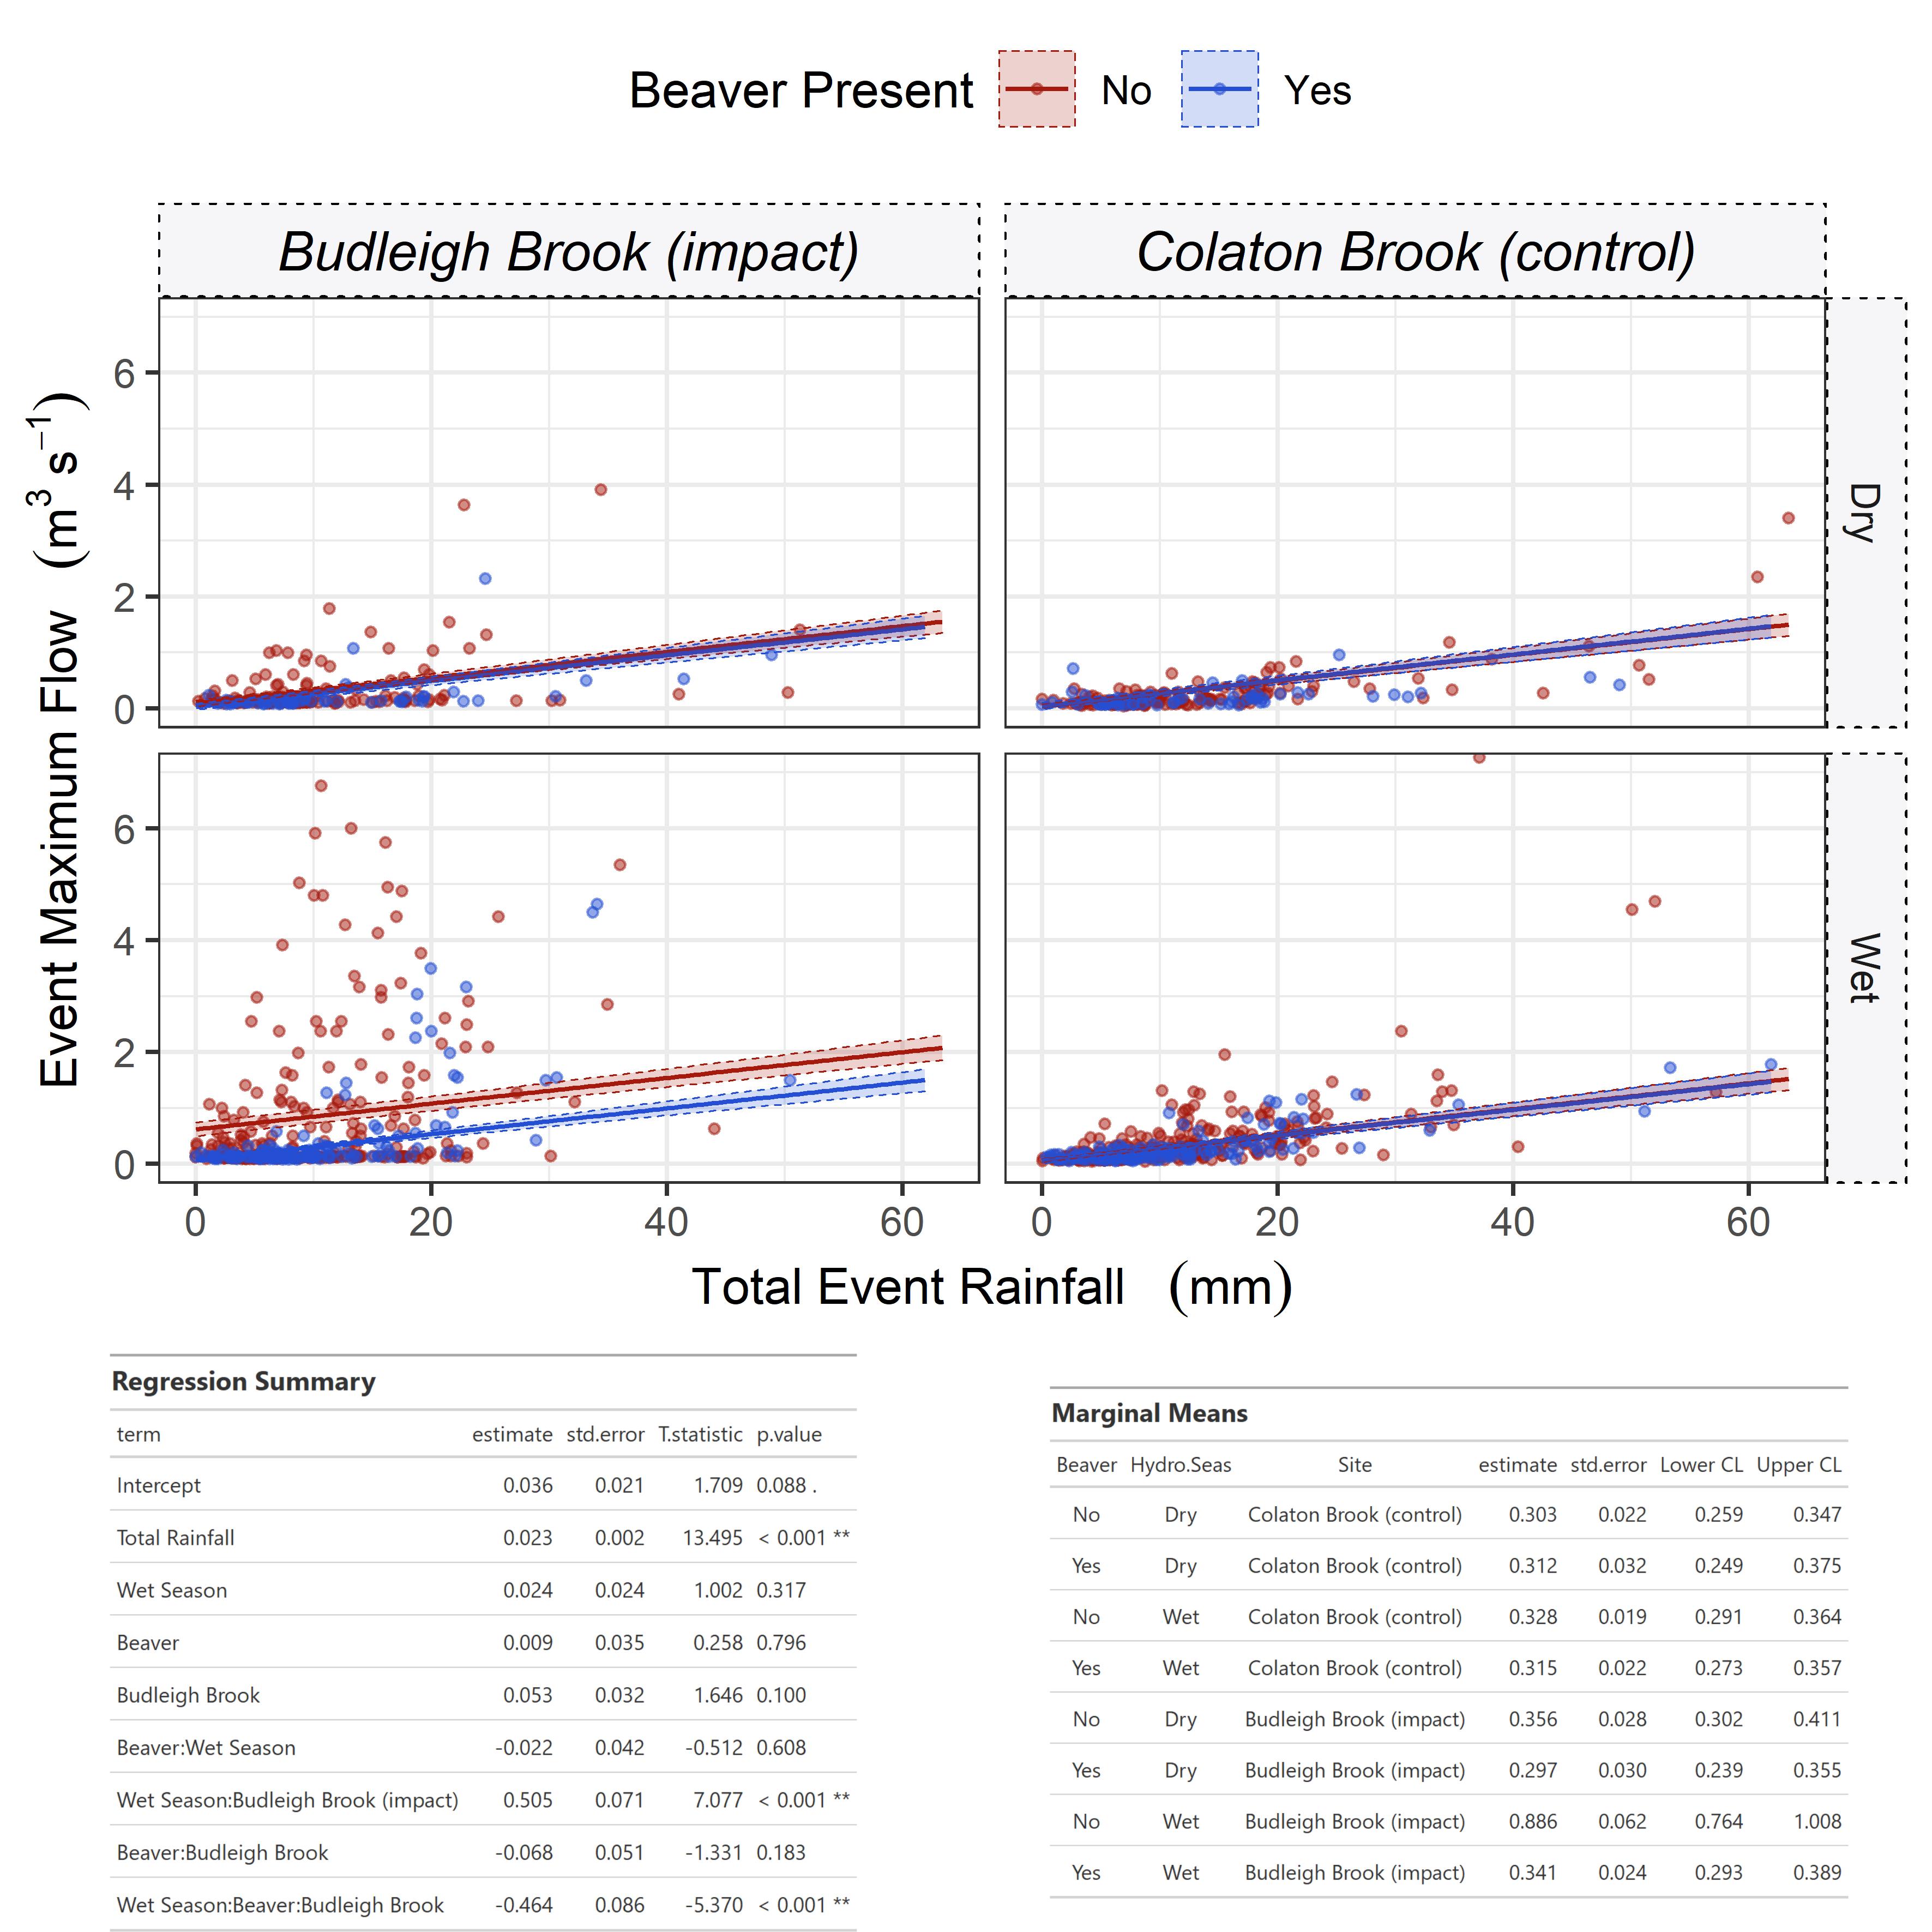 Beaver Present No Yes
Budleigh Brook (impact) Colaton Brook (control)
Event Maximum Flow (m³ s⁻¹)
6
4
2
0
Dry
6
4
2
0
Wet
0 20 40 60 0 20 40 60
Total Event Rainfall (mm)
Regression Summary
term estimate std.error T.statistic p.value
Intercept 0.036 0.021 1.709 0.088 .
Total Rainfall 0.023 0.002 13.495 < 0.001 **
Wet Season 0.024 0.024 1.002 0.317
Beaver 0.009 0.035 0.258 0.796
Budleigh Brook 0.053 0.032 1.646 0.100
Beaver:Wet Season -0.022 0.042 -0.512 0.608
Wet Season:Budleigh Brook (impact) 0.505 0.071 7.077 < 0.001 **
Beaver:Budleigh Brook -0.068 0.051 -1.331 0.183
Wet Season:Beaver:Budleigh Brook -0.464 0.086 -5.370 < 0.001 **
Marginal Means
Beaver Hydro.Seas Site estimate std.error Lower CL Upper CL
No Dry Colaton Brook (control) 0.303 0.022 0.259 0.347
Yes Dry Colaton Brook (control) 0.312 0.032 0.249 0.375
No Wet Colaton Brook (control) 0.328 0.019 0.291 0.364
Yes Wet Colaton Brook (control) 0.315 0.022 0.273 0.357
No Dry Budleigh Brook (impact) 0.356 0.028 0.302 0.411
Yes Dry Budleigh Brook (impact) 0.297 0.030 0.239 0.355
No Wet Budleigh Brook (impact) 0.886 0.062 0.764 1.008
Yes Wet Budleigh Brook (impact) 0.341 0.024 0.293 0.389